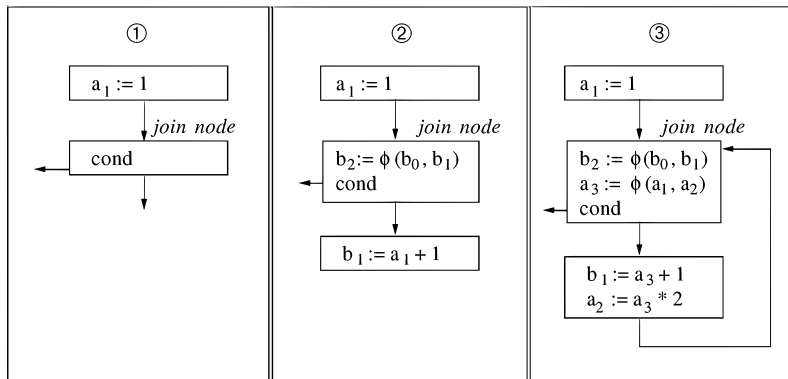 ①
a₁ := 1
join node
cond
②
a₁ := 1
join node
b₂:= ϕ (b₀, b₁)
cond
b₁:= a₁ + 1
③
a₁ := 1
join node
b₂ := ϕ (b₀, b₁)
a₃ := ϕ (a₁, a₂)
cond
b₁:= a₃ + 1
a₂ := a₃ * 2